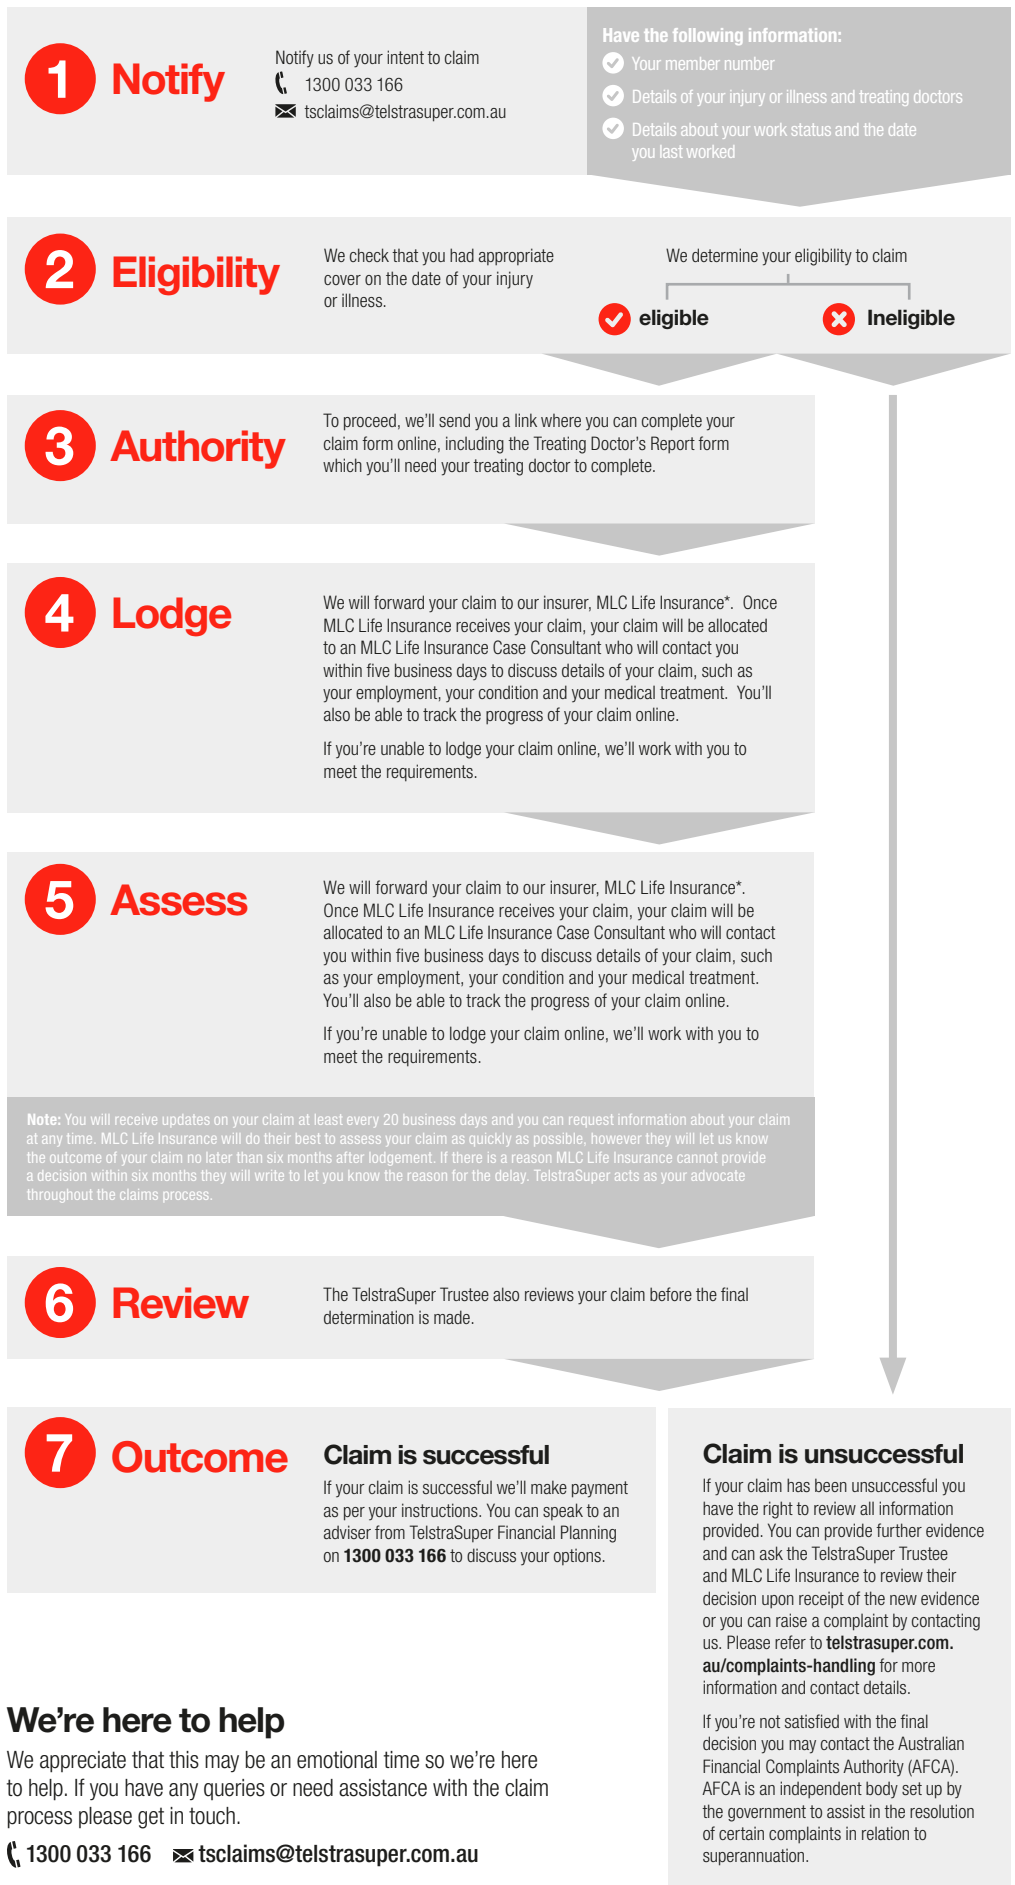 1 Notify
Notify us of your intent to claim
1300 033 166
tsclaims@telstrasuper.com.au
Have the following information:
Your member number
Details of your injury or illness and treating doctors
Details about your work status and the date
you last worked
2 Eligibility
We check that you had appropriate
cover on the date of your injury
or illness.
We determine your eligibility to claim
eligible
Ineligible
3 Authority
To proceed, we’ll send you a link where you can complete your
claim form online, including the Treating Doctor’s Report form
which you’ll need your treating doctor to complete.
4 Lodge
We will forward your claim to our insurer, MLC Life Insurance*. Once
MLC Life Insurance receives your claim, your claim will be allocated
to an MLC Life Insurance Case Consultant who will contact you
within five business days to discuss details of your claim, such as
your employment, your condition and your medical treatment. You’ll
also be able to track the progress of your claim online.
If you’re unable to lodge your claim online, we’ll work with you to
meet the requirements.
5 Assess
We will forward your claim to our insurer, MLC Life Insurance*.
Once MLC Life Insurance receives your claim, your claim will be
allocated to an MLC Life Insurance Case Consultant who will contact
you within five business days to discuss details of your claim, such
as your employment, your condition and your medical treatment.
You’ll also be able to track the progress of your claim online.
If you’re unable to lodge your claim online, we’ll work with you to
meet the requirements.
Note: You will receive updates on your claim at least every 20 business days and you can request information about your claim
at any time. MLC Life Insurance will do their best to assess your claim as quickly as possible, however they will let us know
the outcome of your claim no later than six months after lodgement. If there is a reason MLC Life Insurance cannot provide
a decision within six months they will write to let you know the reason for the delay. TelstraSuper acts as your advocate
throughout the claims process.
6 Review
The TelstraSuper Trustee also reviews your claim before the final
determination is made.
7 Outcome
Claim is successful
If your claim is successful we’ll make payment
as per your instructions. You can speak to an
adviser from TelstraSuper Financial Planning
on 1300 033 166 to discuss your options.
Claim is unsuccessful
If your claim has been unsuccessful you
have the right to review all information
provided. You can provide further evidence
and can ask the TelstraSuper Trustee
and MLC Life Insurance to review their
decision upon receipt of the new evidence
or you can raise a complaint by contacting
us. Please refer to telstrasuper.com.
au/complaints-handling for more
information and contact details.
If you’re not satisfied with the final
decision you may contact the Australian
Financial Complaints Authority (AFCA).
AFCA is an independent body set up by
the government to assist in the resolution
of certain complaints in relation to
superannuation.
We’re here to help
We appreciate that this may be an emotional time so we’re here
to help. If you have any queries or need assistance with the claim
process please get in touch.
1300 033 166 tsclaims@telstrasuper.com.au